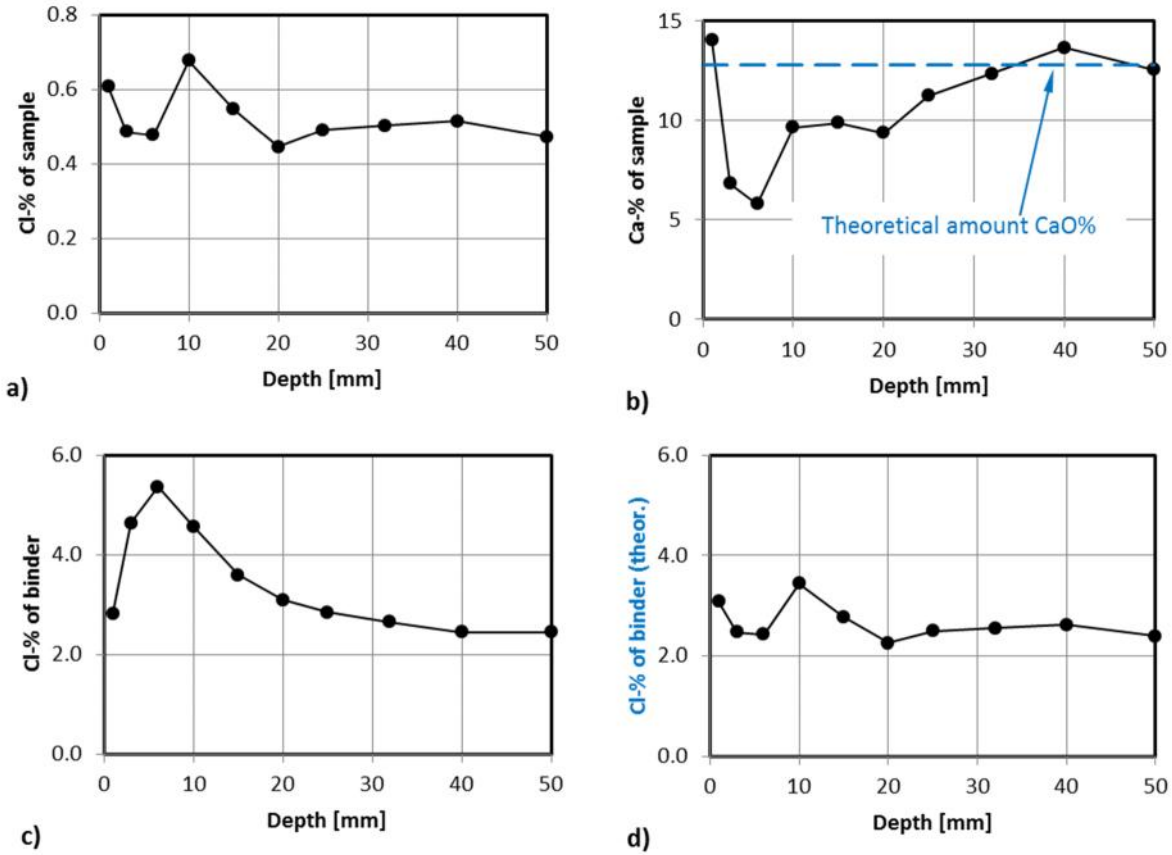 Cl-% of sample
0.8
0.6
0.4
0.2
0.0
0 10 20 30 40 50
Depth [mm]
a)
Ca-% of sample
15
10
5
0
Theoretical amount CaO%
0 10 20 30 40 50
Depth [mm]
b)
Cl-% of binder
6.0
4.0
2.0
0.0
0 10 20 30 40 50
Depth [mm]
c)
Cl-% of binder (theor.)
6.0
4.0
2.0
0.0
0 10 20 30 40 50
Depth [mm]
d)